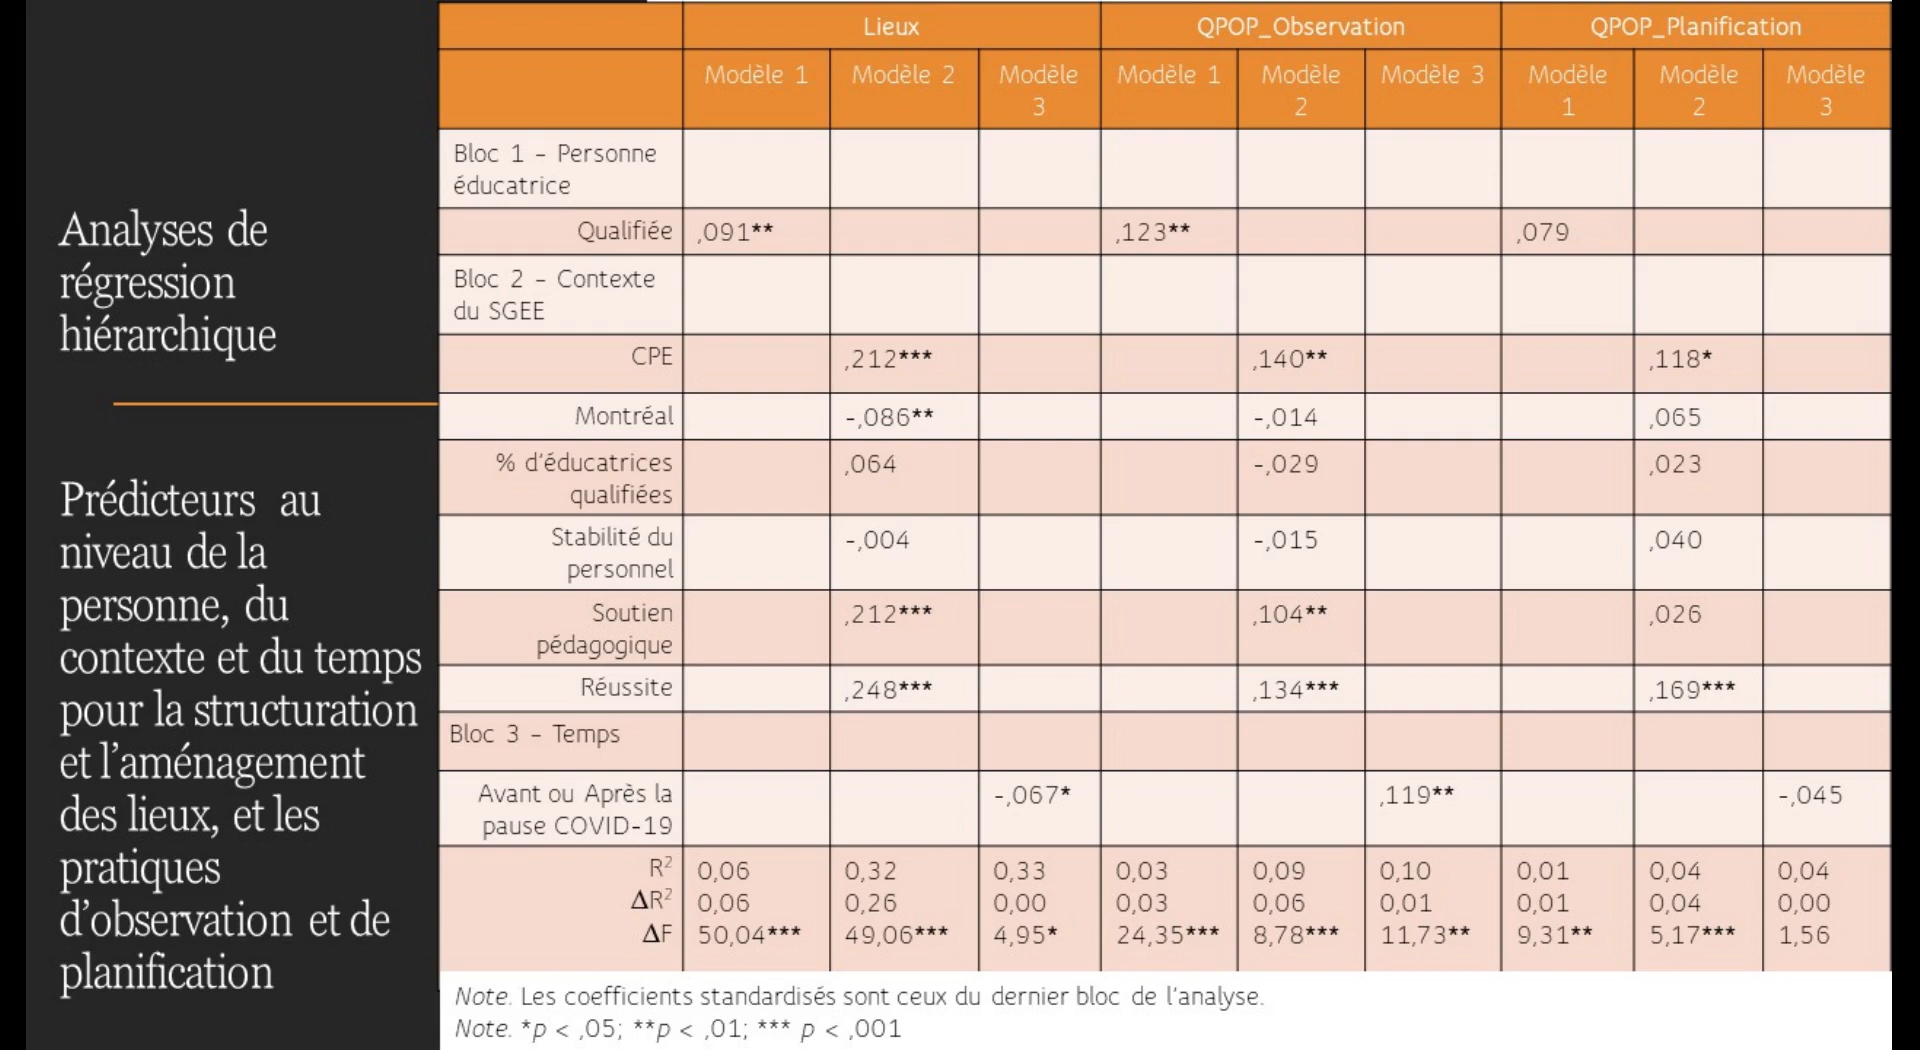 Analyses de
régression
hiérarchique
Prédicteurs au
niveau de la
personne, du
contexte et du temps
pour la structuration
et l'aménagement
des lieux, et les
pratiques
d'observation et de
planification
Lieux QPOP_Observation QPOP_Planification
Modèle 1 Modèle 2 Modèle 3 Modèle 1 Modèle 2 Modèle 3 Modèle 1 Modèle 2 Modèle 3
Bloc 1 – Personne
éducatrice
Qualifiée ,091** ,123** ,079
Bloc 2 – Contexte
du SGEE
CPE ,212*** ,140** ,118*
Montréal -,086** -,014 ,065
% d'éducatrices
qualifiées ,064 -,029 ,023
Stabilité du
personnel -,004 -,015 ,040
Soutien
pédagogique ,212*** ,104** ,026
Réussite ,248*** ,134*** ,169***
Bloc 3 – Temps
Avant ou Après la
pause COVID-19 -,067* ,119** -,045
R² 0,06 0,32 0,33 0,03 0,09 0,10 0,01 0,04 0,04
ΔR² 0,06 0,26 0,00 0,03 0,06 0,01 0,01 0,04 0,00
ΔF 50,04*** 49,06*** 4,95* 24,35*** 8,78*** 11,73** 9,31** 5,17*** 1,56
Note. Les coefficients standardisés sont ceux du dernier bloc de l'analyse.
Note. *p < ,05; **p < ,01; *** p < ,001